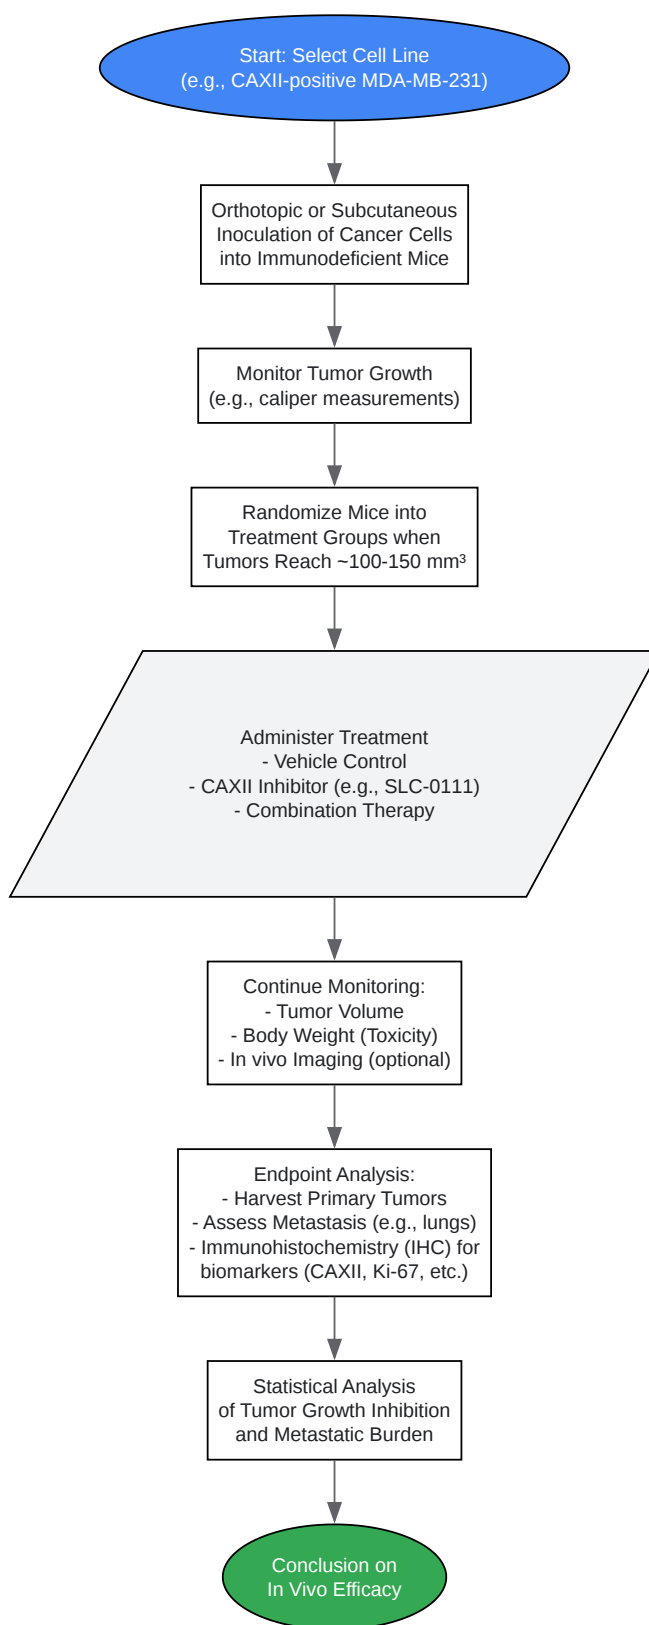 Start: Select Cell Line
(e.g., CAXII-positive MDA-MB-231)
Orthotopic or Subcutaneous
Inoculation of Cancer Cells
into Immunodeficient Mice
Monitor Tumor Growth
(e.g., caliper measurements)
Randomize Mice into
Treatment Groups when
Tumors Reach ~100-150 mm³
Administer Treatment
- Vehicle Control
- CAXII Inhibitor (e.g., SLC-0111)
- Combination Therapy
Continue Monitoring:
- Tumor Volume
- Body Weight (Toxicity)
- In vivo Imaging (optional)
Endpoint Analysis:
- Harvest Primary Tumors
- Assess Metastasis (e.g., lungs)
- Immunohistochemistry (IHC) for
biomarkers (CAXII, Ki-67, etc.)
Statistical Analysis
of Tumor Growth Inhibition
and Metastatic Burden
Conclusion on
In Vivo Efficacy